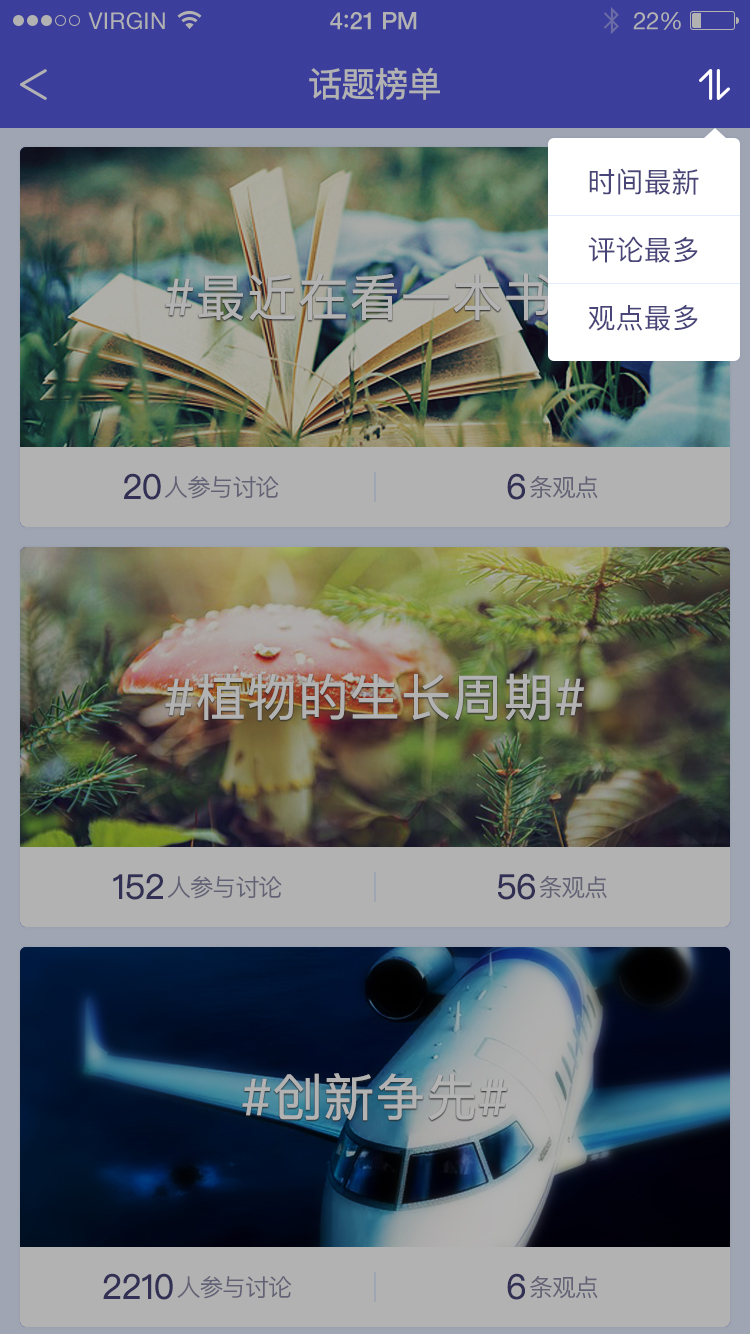 VIRGIN 4:21 PM 22%
话题榜单
时间最新
评论最多
观点最多
#最近在看一本书
20人参与讨论 6条观点
#植物的生长周期#
152人参与讨论 56条观点
#创新争先#
2210人参与讨论 6条观点